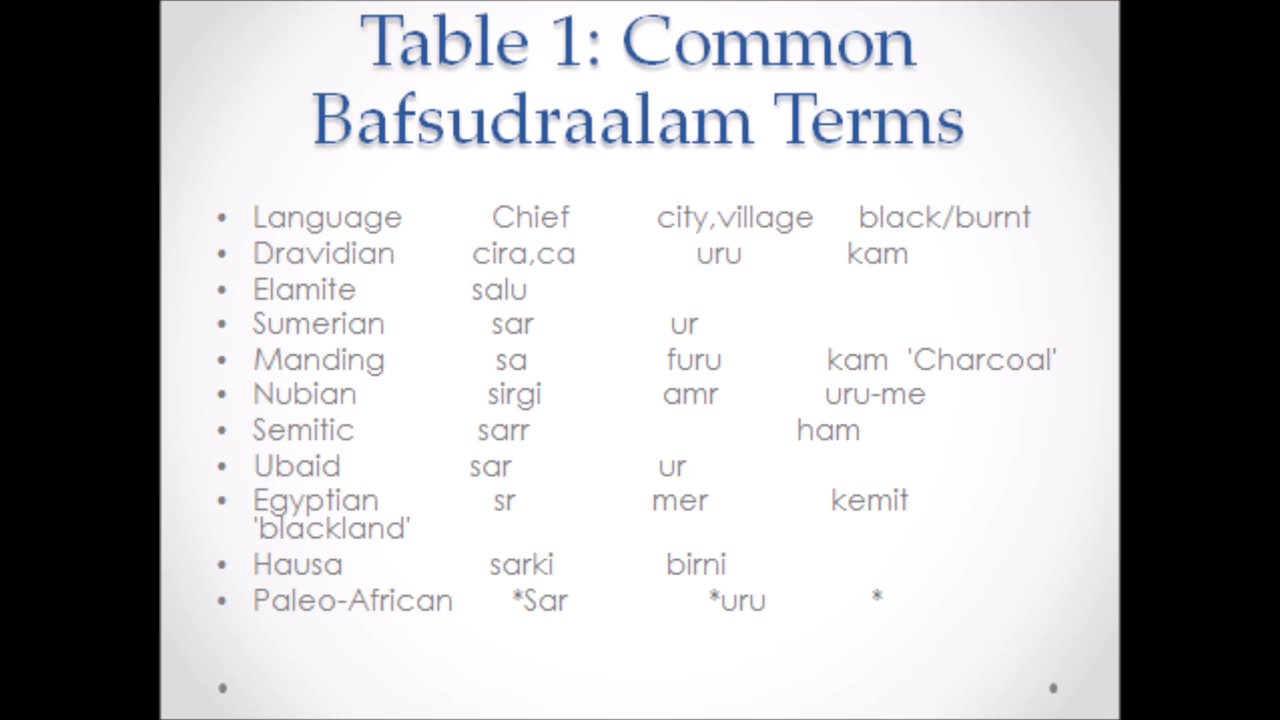 Table 1: Common
Bafsudraalam Terms
• Language Chief city,village black/burnt
• Dravidian cira,ca uru kam
• Elamite salu
• Sumerian sar ur
• Manding sa furu kam 'Charcoal'
• Nubian sirgi amr uru-me
• Semitic sarr ham
• Ubaid sar ur
• Egyptian sr mer kemit
'blackland'
• Hausa sarki birni
• Paleo-African *Sar *uru *